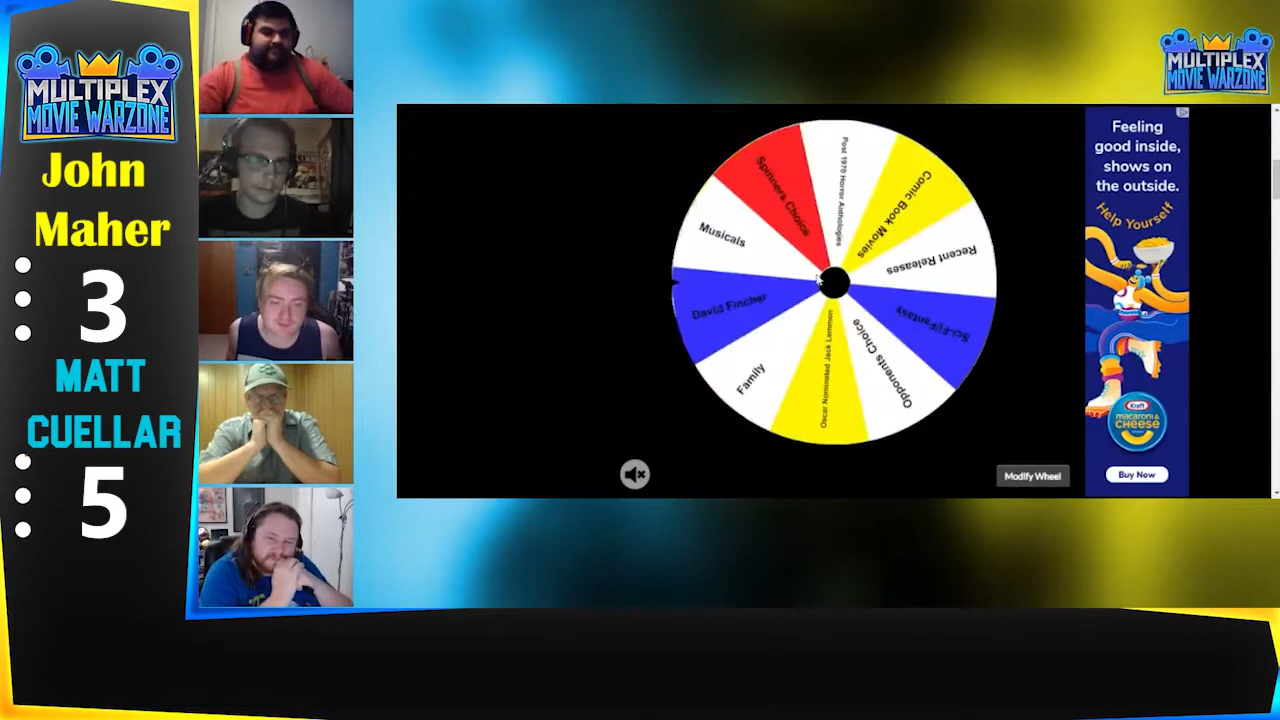 MULTIPLEX
MOVIE WARZONE
John
Maher
3
MATT
CUELLAR
5
Spinners Choice
Post 1970 Horror Anthologies
Comic Book Movies
Recent Releases
Sci-Fi/Fantasy
Opponents Choice
Oscar Nominated Jack Lemmon
Family
David Fincher
Musicals
Modify Wheel
MULTIPLEX
MOVIE WARZONE
Feeling
good inside,
shows on
the outside.
Help Yourself
Kraft
macaroni &
CHEESE
Buy Now